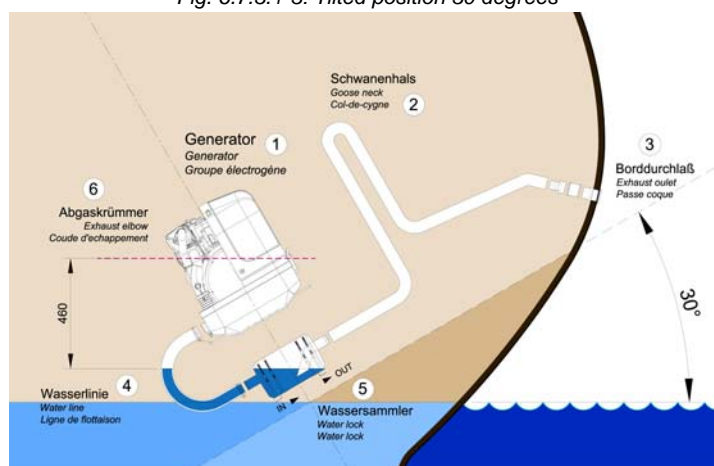 Fig. 3.7.3.1-3: Tilted position 30 degrees
Schwanenhals
Goose neck
Col-de-cygne
2
Generator
Generator
Groupe électrogène
1
3
Borddurchlaß
Exhaust oulet
Passe coque
6
Abgaskrümmer
Exhaust elbow
Coude d'echappement
460
30°
Wasserlinie
Water line
Ligne de flottaison
4
IN
OUT
5
Wassersammler
Water lock
Water lock